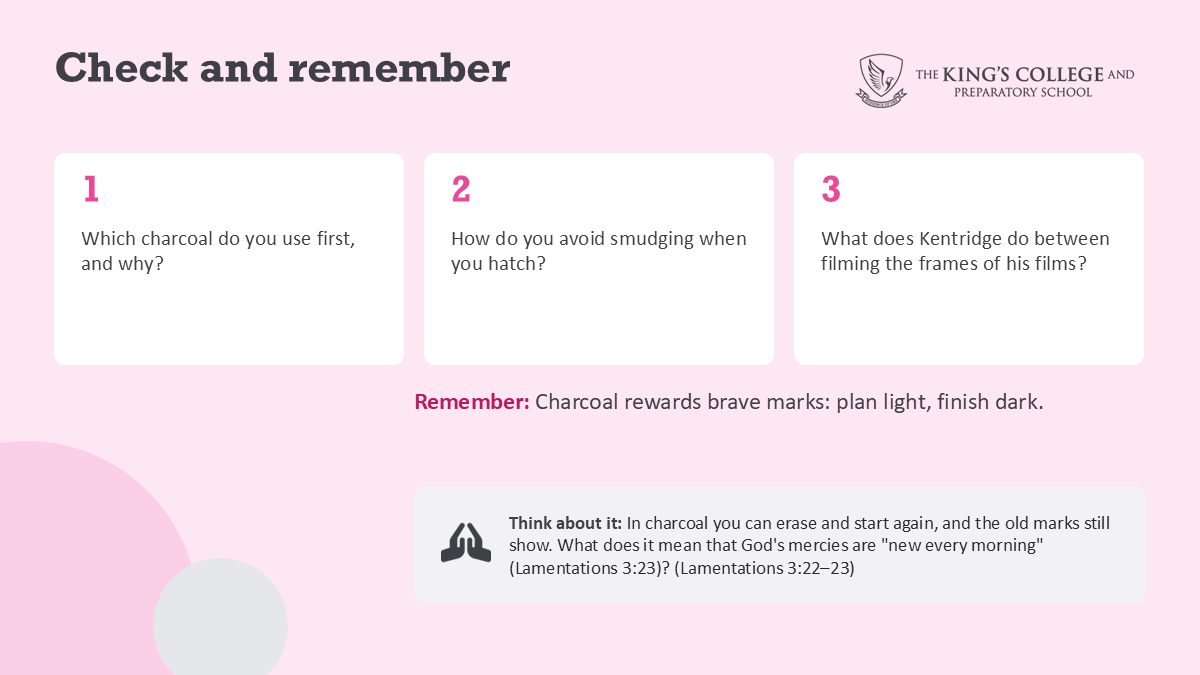 Check and remember
THE KING'S COLLEGE AND
PREPARATORY SCHOOL
1
Which charcoal do you use first,
and why?
2
How do you avoid smudging when
you hatch?
3
What does Kentridge do between
filming the frames of his films?
Remember: Charcoal rewards brave marks: plan light, finish dark.
Think about it: In charcoal you can erase and start again, and the old marks still
show. What does it mean that God's mercies are "new every morning"
(Lamentations 3:23)? (Lamentations 3:22–23)